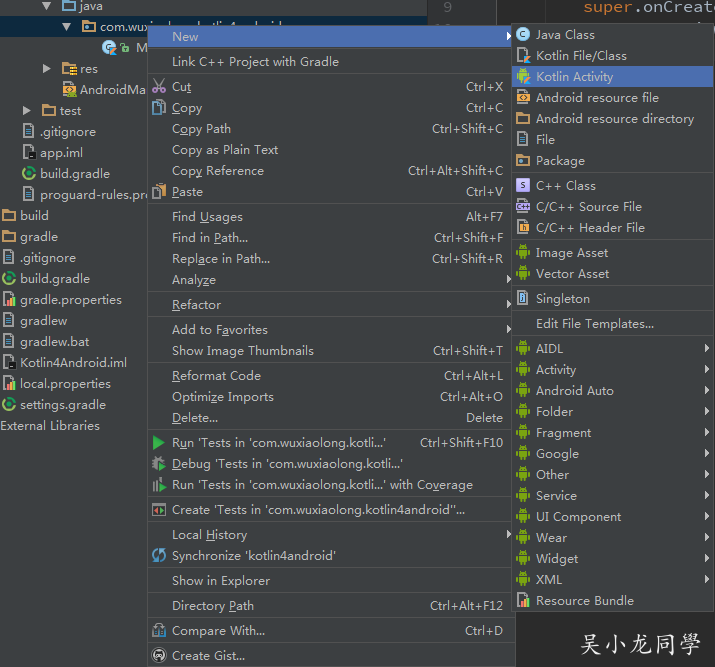 java
com.wuxiaolong.kotlin4android
M
res
AndroidMa
test
.gitignore
app.iml
build.gradle
proguard-rules.pr
build
gradle
.gitignore
build.gradle
gradle.properties
gradlew
gradlew.bat
Kotlin4Android.iml
local.properties
settings.gradle
External Libraries
New
Link C++ Project with Gradle
Cut Ctrl+X
Copy Ctrl+C
Copy Path Ctrl+Shift+C
Copy as Plain Text
Copy Reference Ctrl+Alt+Shift+C
Paste Ctrl+V
Find Usages Alt+F7
Find in Path... Ctrl+Shift+F
Replace in Path... Ctrl+Shift+R
Analyze
Refactor
Add to Favorites
Show Image Thumbnails Ctrl+Shift+T
Reformat Code Ctrl+Alt+L
Optimize Imports Ctrl+Alt+O
Delete... Delete
Run 'Tests in 'com.wuxiaolong.kotli...' Ctrl+Shift+F10
Debug 'Tests in 'com.wuxiaolong.kotli...'
Run 'Tests in 'com.wuxiaolong.kotli...' with Coverage
Create 'Tests in 'com.wuxiaolong.kotlin4android''...
Local History
Synchronize 'kotlin4android'
Show in Explorer
Directory Path Ctrl+Alt+F12
Compare With... Ctrl+D
Create Gist...
9 super.onCreat
Java Class
Kotlin File/Class
Kotlin Activity
Android resource file
Android resource directory
File
Package
C++ Class
C/C++ Source File
C/C++ Header File
Image Asset
Vector Asset
Singleton
Edit File Templates...
AIDL
Activity
Android Auto
Folder
Fragment
Google
Other
Service
UI Component
Wear
Widget
XML
Resource Bundle
吴小龙同學